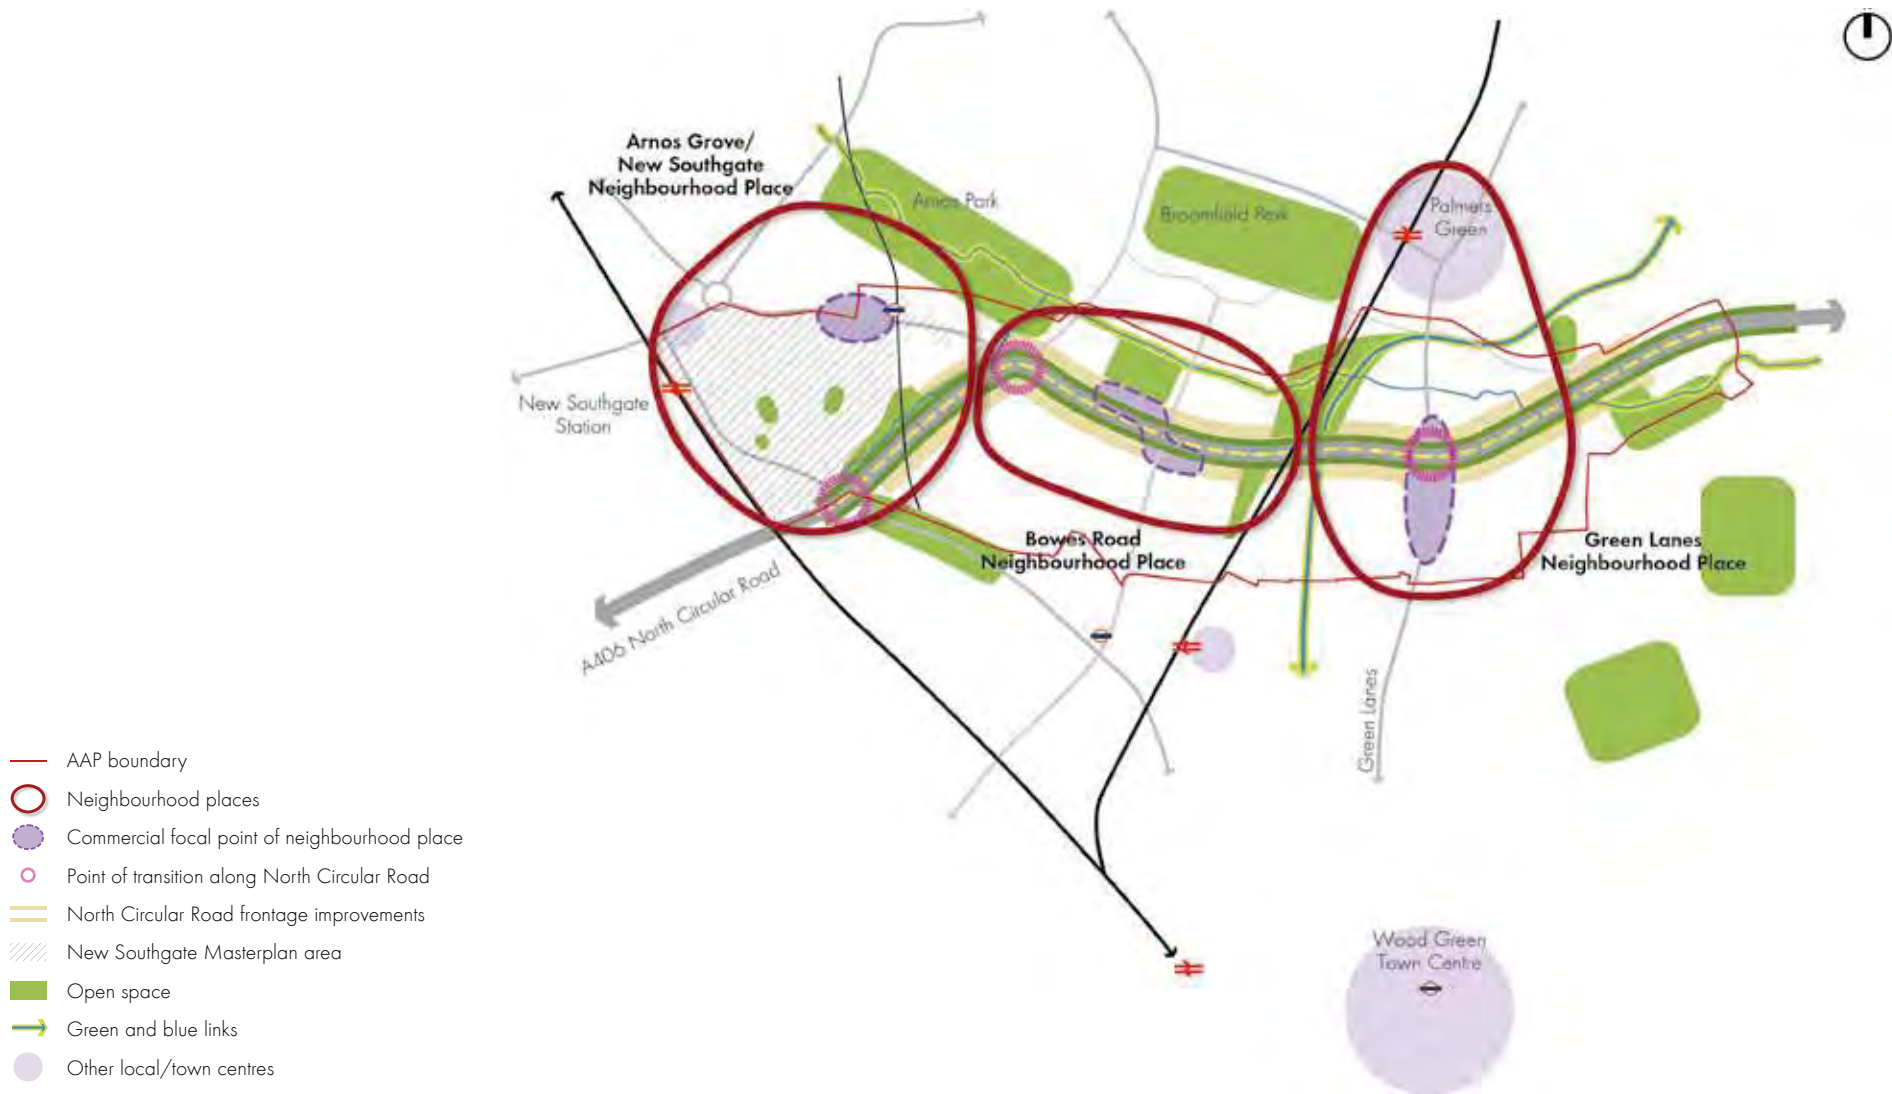 Arnos Grove/
New Southgate
Neighbourhood Place
Arnos Park
Broomfield Park
Palmers
Green
New Southgate
Station
A406 North Circular Road
Bowes Road
Neighbourhood Place
Green Lanes
Neighbourhood Place
Green Lanes
Wood Green
Town Centre
AAP boundary
Neighbourhood places
Commercial focal point of neighbourhood place
Point of transition along North Circular Road
North Circular Road frontage improvements
New Southgate Masterplan area
Open space
Green and blue links
Other local/town centres